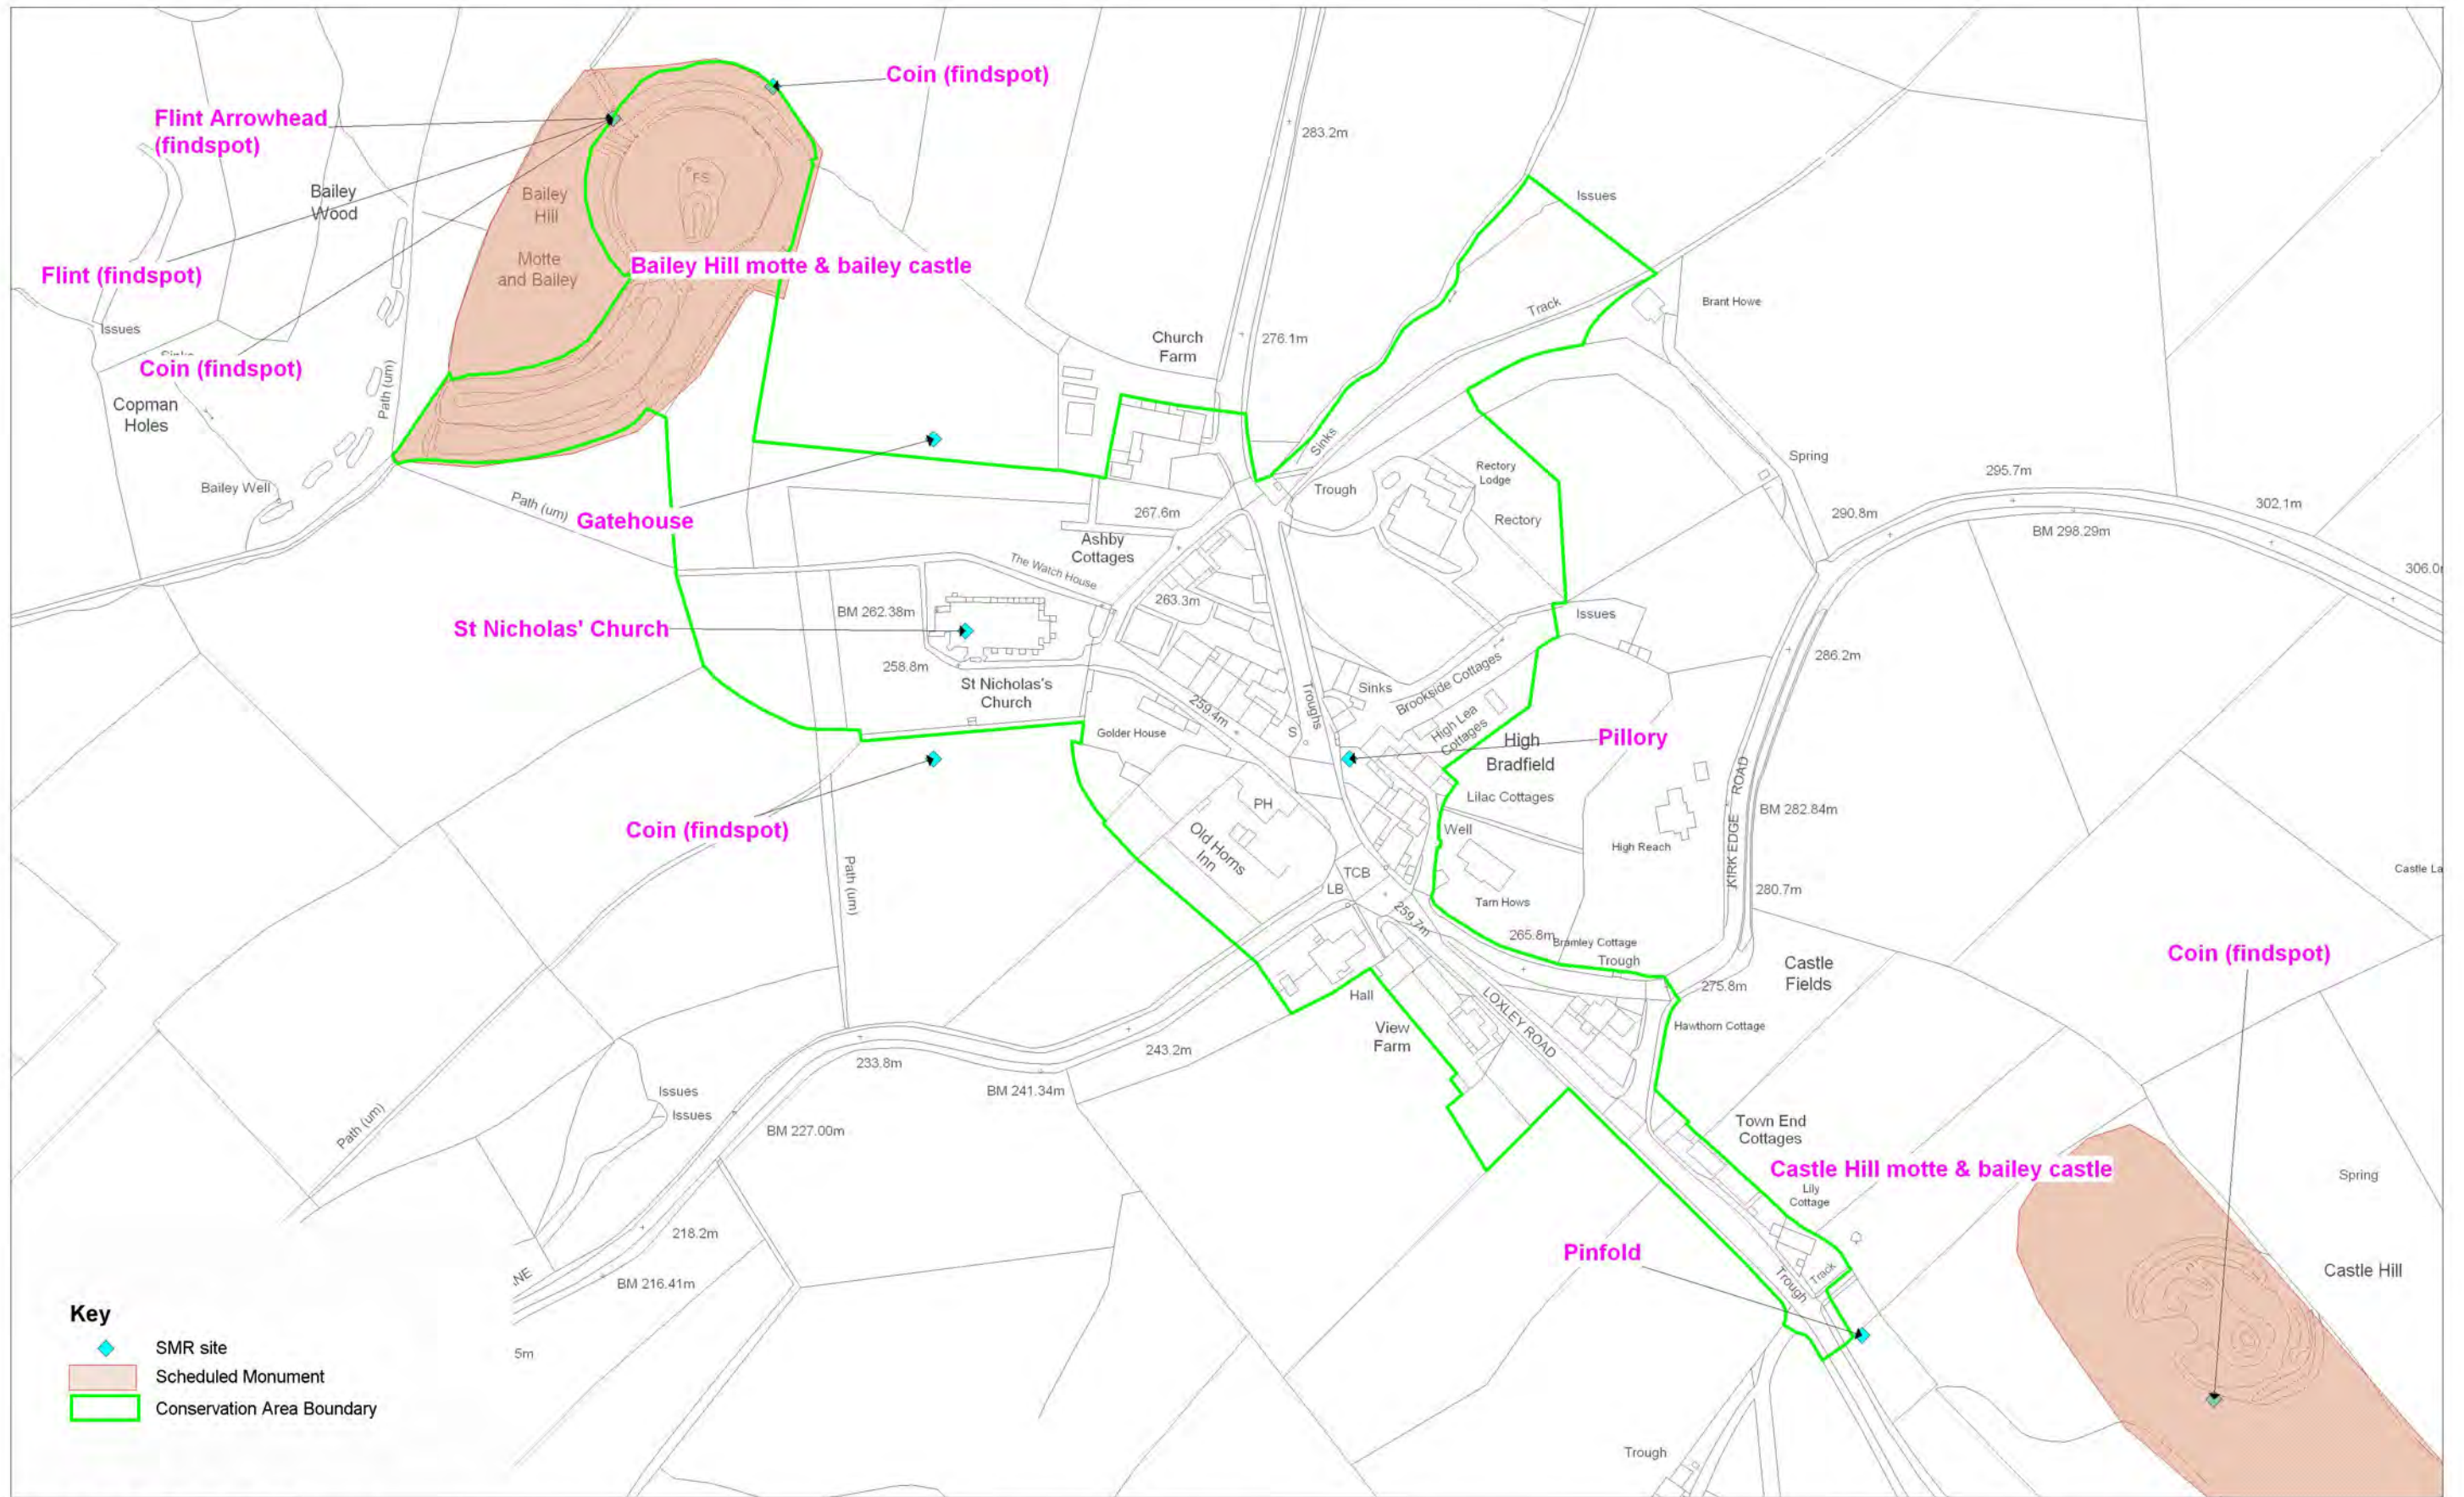 Coin (findspot)
Flint Arrowhead
(findspot)
283.2m
FS
Bailey
Wood
Bailey
Hill
Issues
Motte
and Bailey
Bailey Hill motte & bailey castle
Flint (findspot)
Brant Howe
Track
Issues
Church
Farm
276.1m
Coin (findspot)
Path (um)
Copman
Holes
Sinks
Spring
Rectory
Lodge
295.7m
Bailey Well
Trough
302.1m
Path (um)
Gatehouse
267.6m
Rectory
290.8m
BM 298.29m
Ashby
Cottages
The Watch House
263.3m
BM 262.38m
Issues
St Nicholas' Church
286.2m
258.8m
St Nicholas's
Church
Sinks
Brookside Cottages
Troughs
259.4m
High Lea
Cottages
Golder House
S
Pillory
High
Bradfield
KIRK EDGE ROAD
Lilac Cottages
PH
BM 282.84m
Coin (findspot)
Well
Old Horns
Inn
High Reach
Path (um)
TCB
LB
Castle La
280.7m
Tarn Hows
259.7m
265.8m
Bramley Cottage
Trough
Coin (findspot)
Castle
Fields
Hall
275.8m
LOXLEY ROAD
Hawthorn Cottage
View
Farm
243.2m
233.8m
BM 241.34m
Issues
Issues
Path (um)
BM 227.00m
Town End
Cottages
Castle Hill motte & bailey castle
Spring
Lily
Cottage
218.2m
Pinfold
Track
Trough
Castle Hill
.NE
BM 216.41m
Key
SMR site
5m
Scheduled Monument
Conservation Area Boundary
Trough